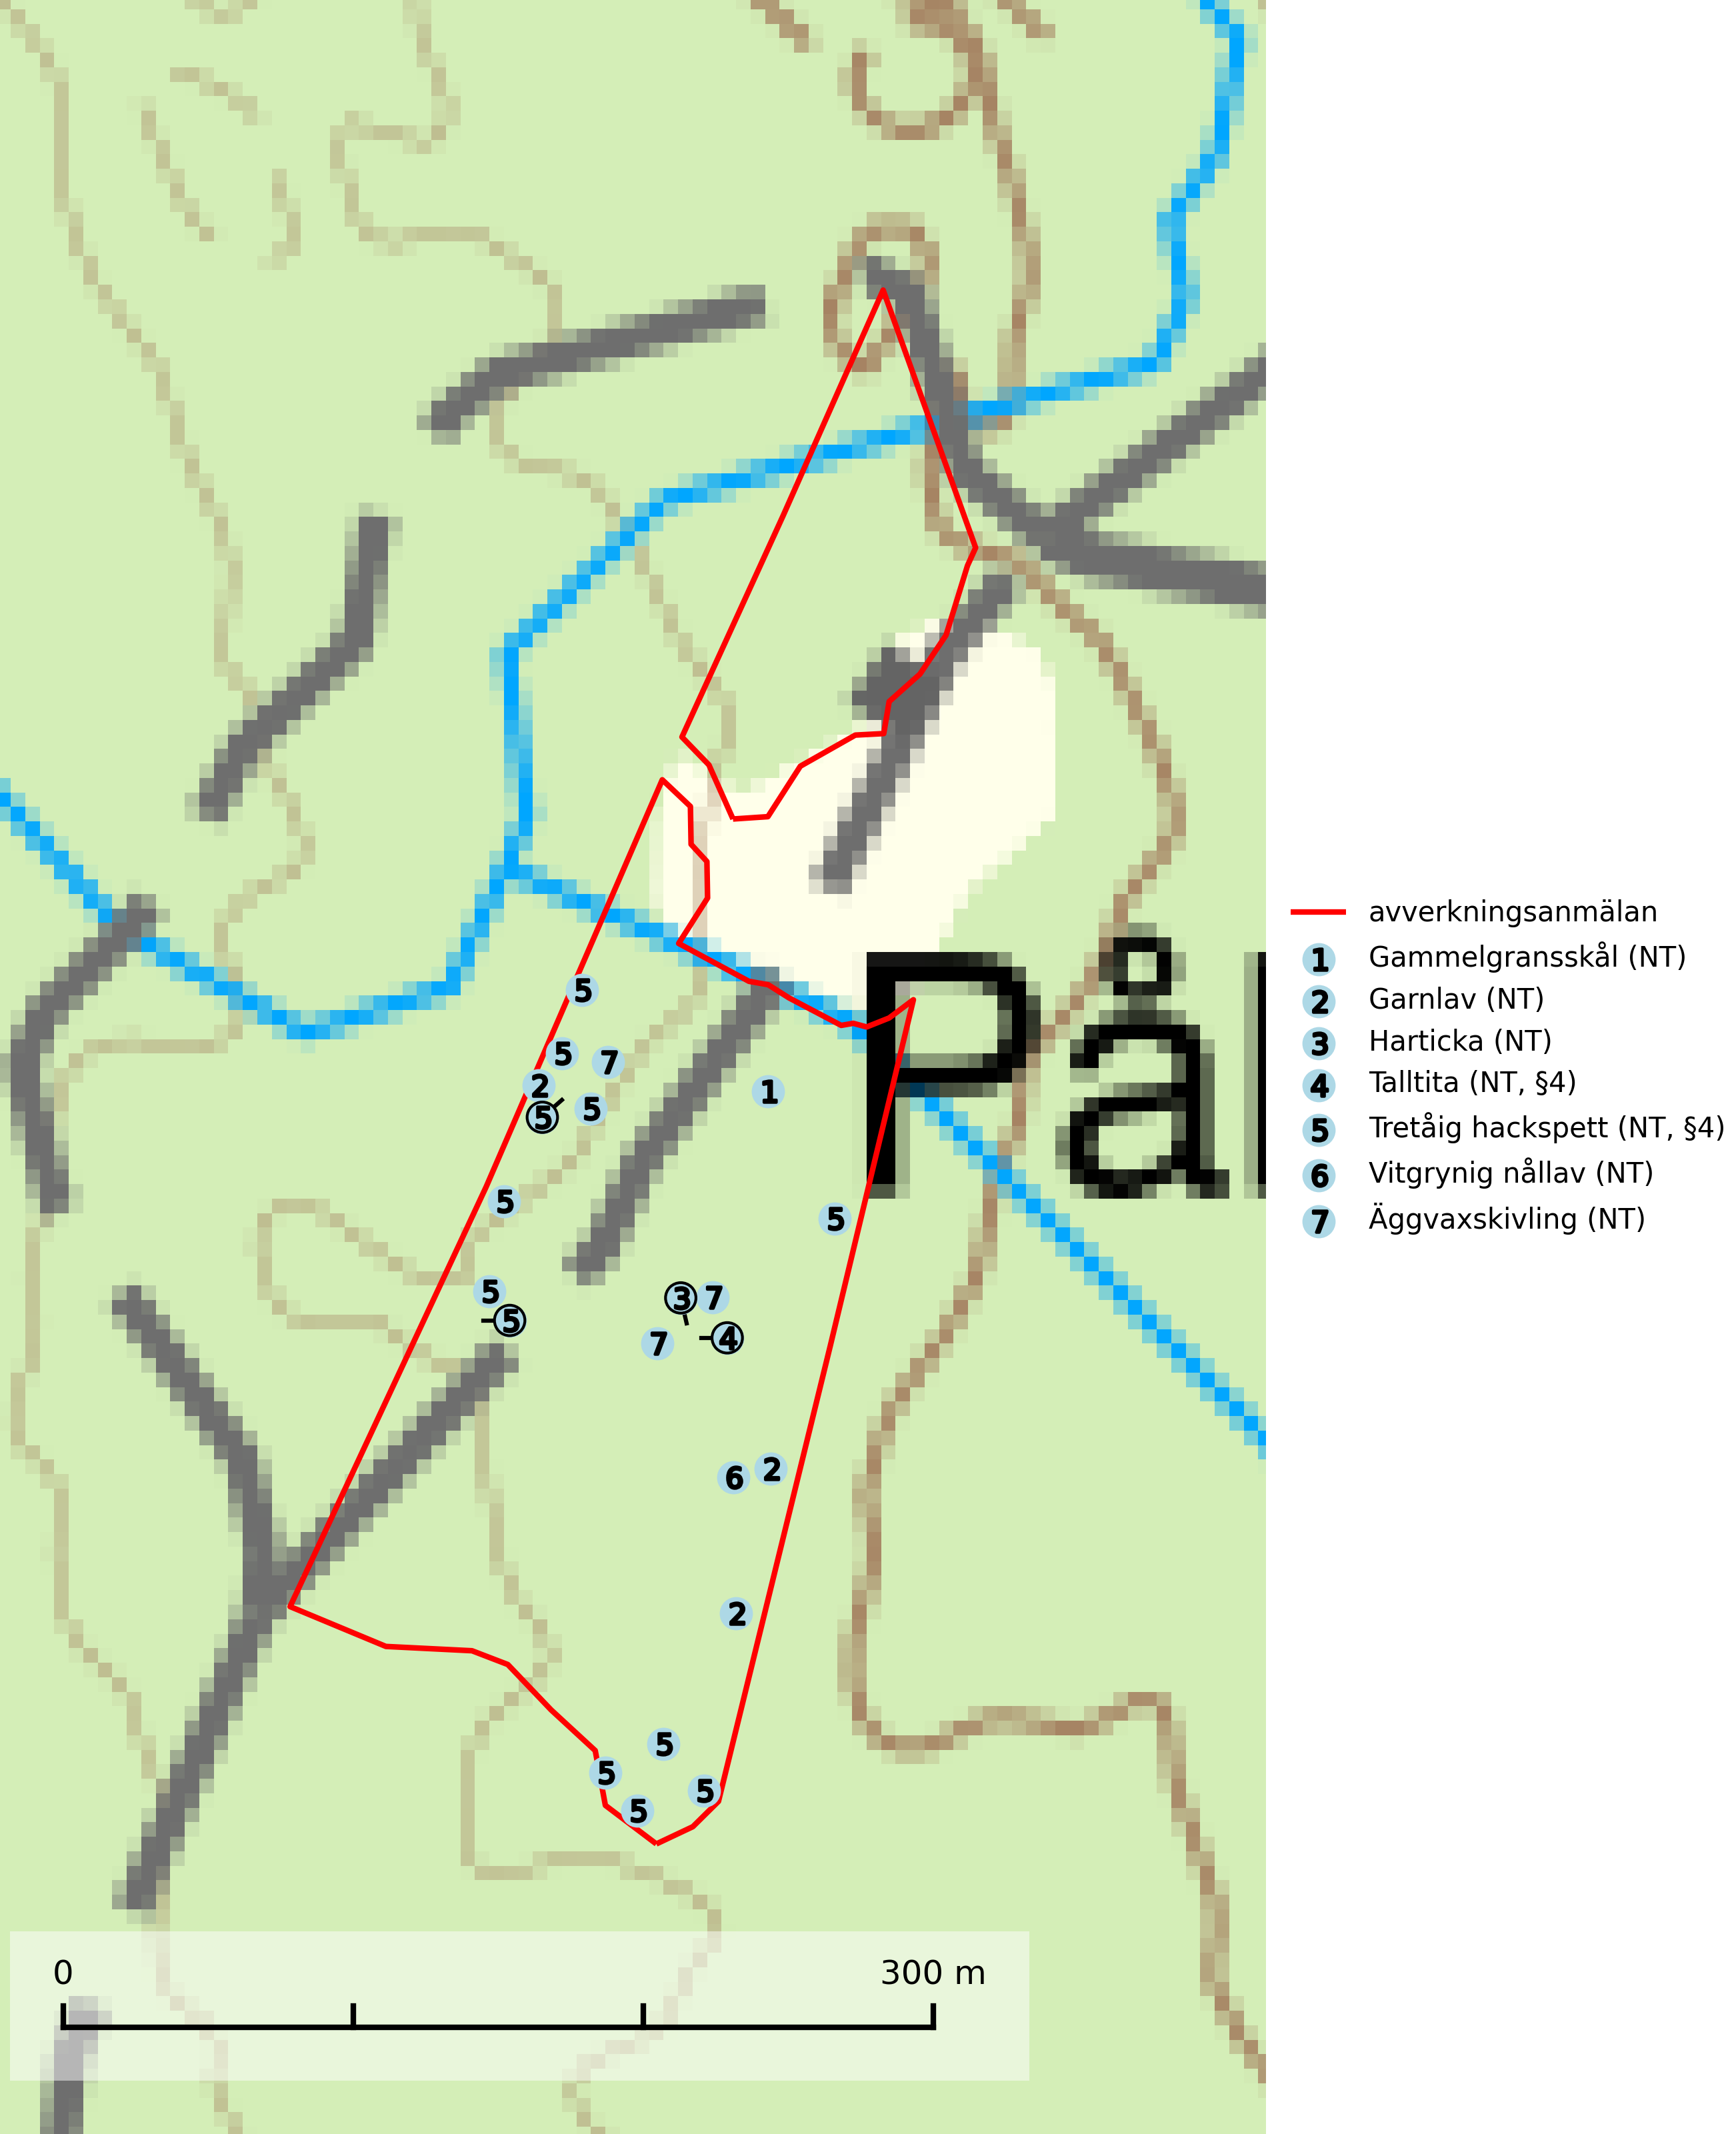 På
avverkningsanmälan
1 Gammelgransskål (NT)
2 Garnlav (NT)
3 Harticka (NT)
4 Talltita (NT, §4)
5 Tretåig hackspett (NT, §4)
6 Vitgrynig nållav (NT)
7 Äggvaxskivling (NT)
5
5
7
2
1
5
5
5
5
5
3
7
5
4
7
2
6
2
5
5
5
5
0
300 m